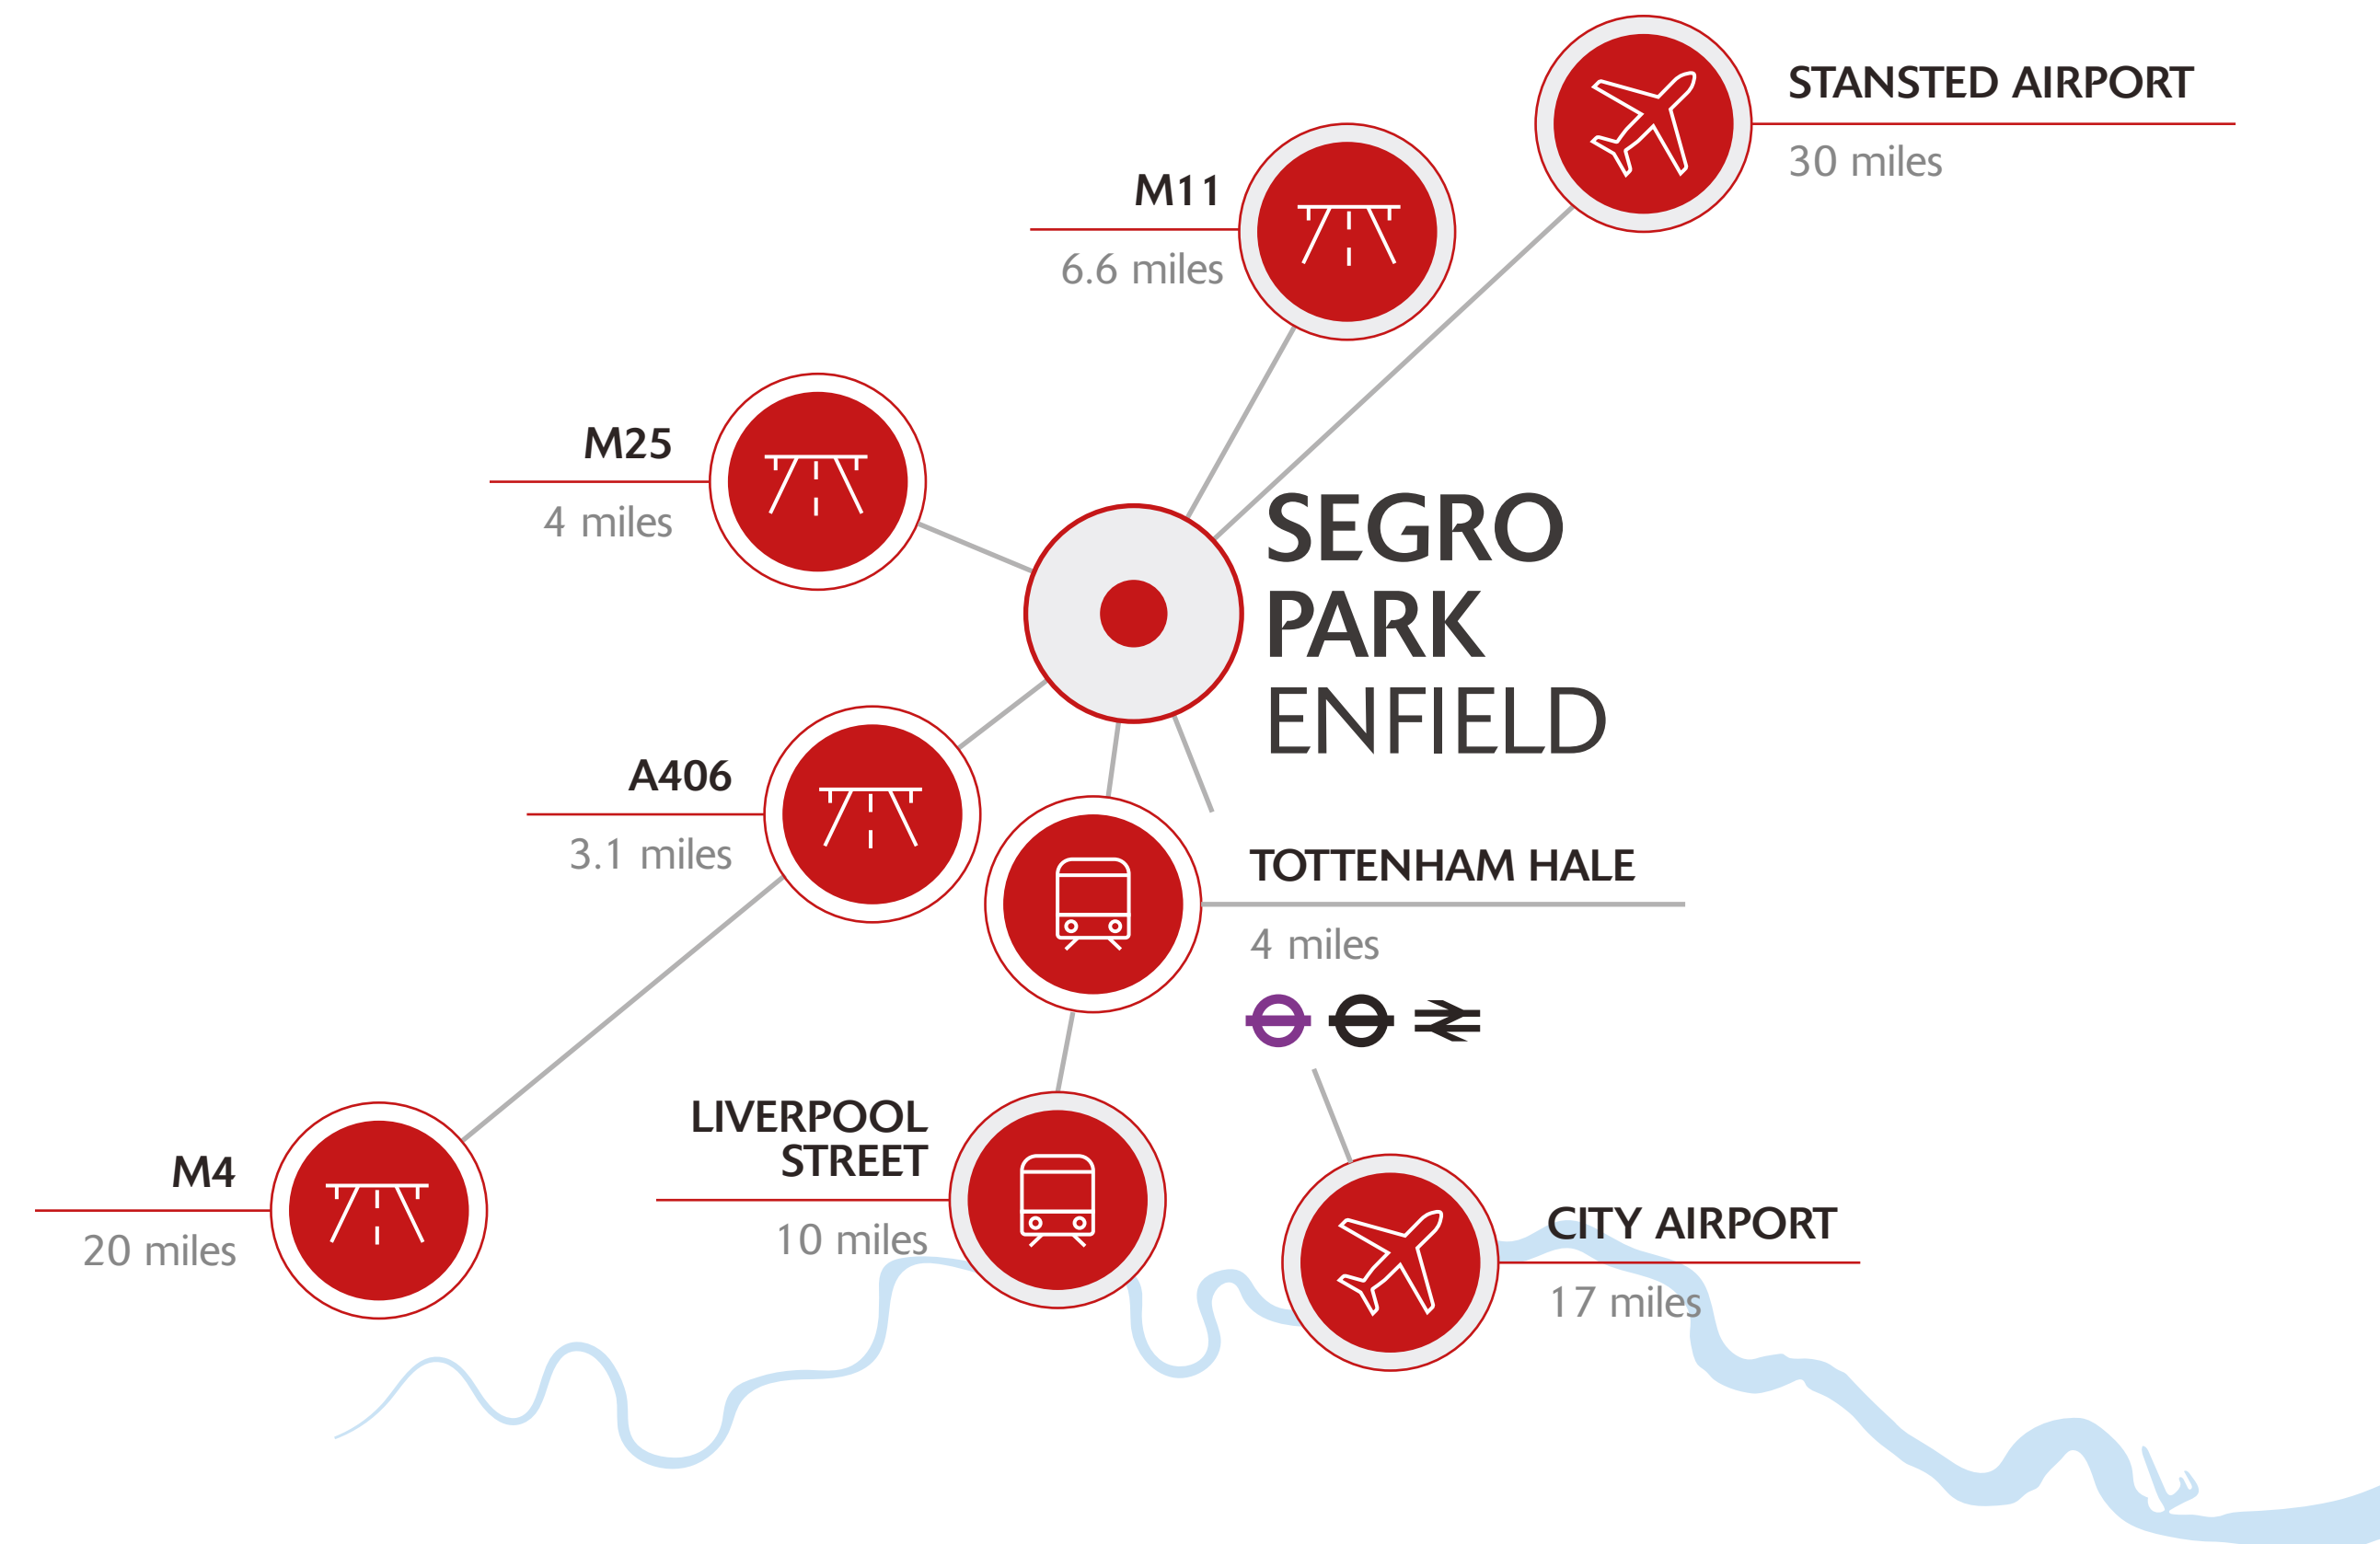 STANSTED AIRPORT
30 miles
M11
6.6 miles
M25
4 miles
SEGRO
PARK
ENFIELD
A406
3.1 miles
TOTTENHAM HALE
4 miles
LIVERPOOL
STREET
10 miles
M4
20 miles
CITY AIRPORT
17 miles